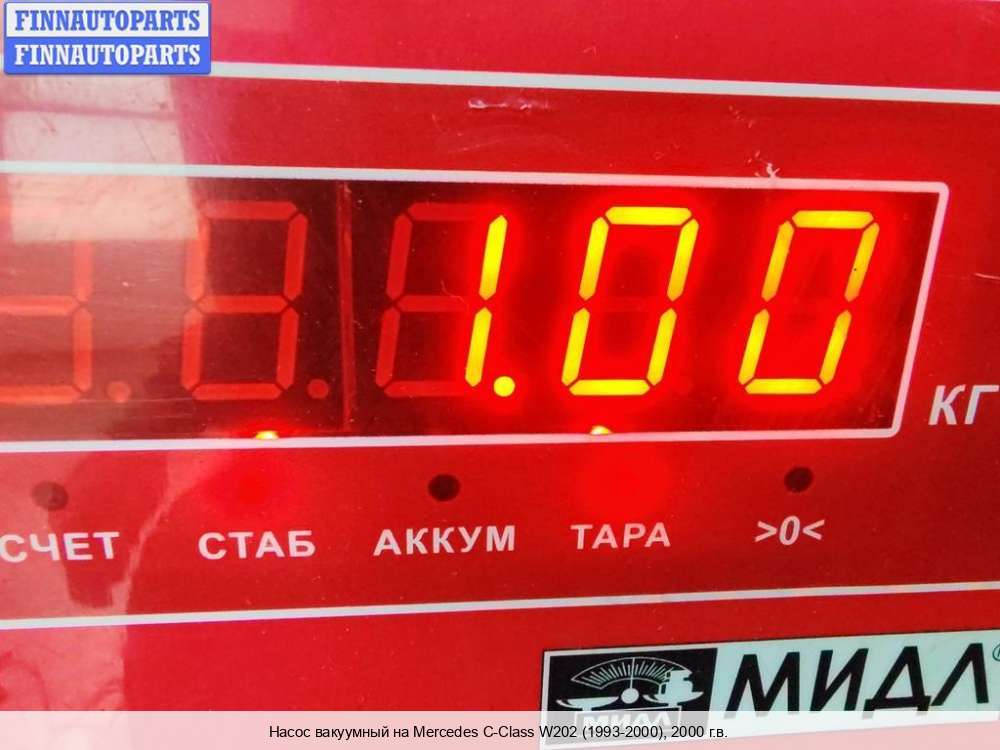 FINNAUTOPARTS
FINNAUTOPARTS
1.00
КГ
СЧЕТ СТАБ АККУМ ТАРА >0<
МИДЛ МИДЛ
Насос вакуумный на Mercedes C-Class W202 (1993-2000), 2000 г.в.